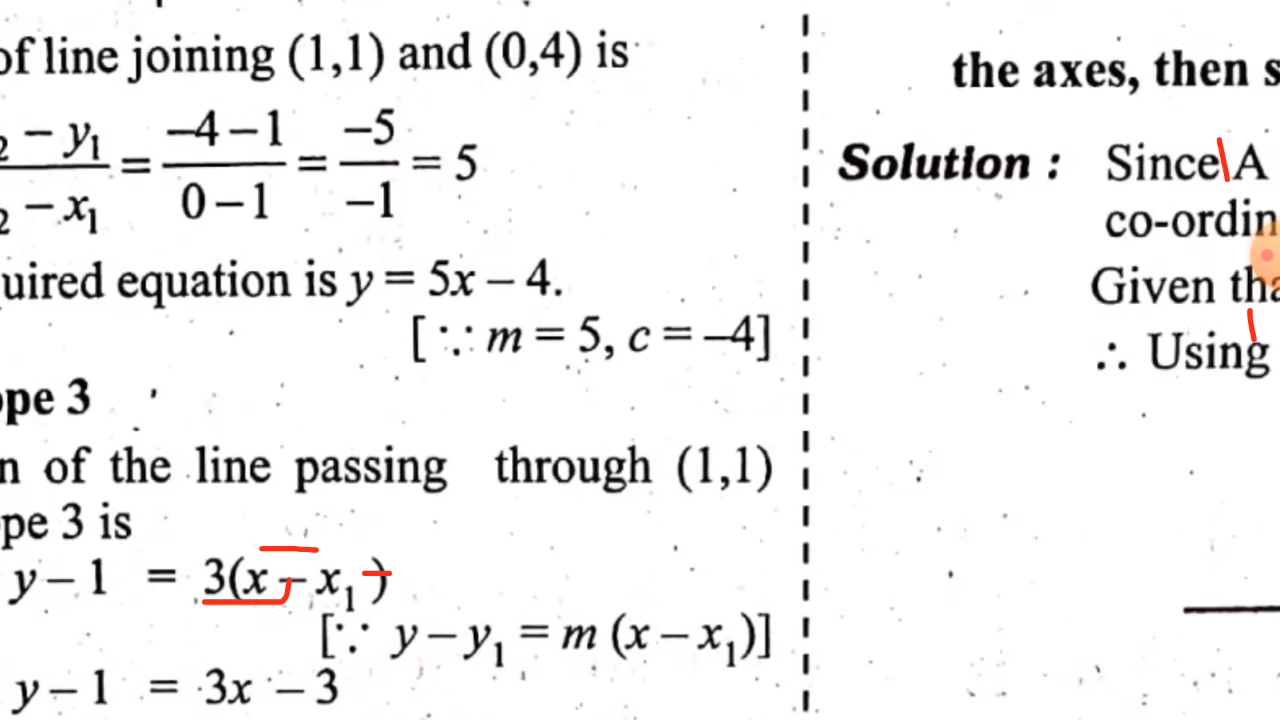 of line joining (1,1) and (0,4) is
₂ − y₁ / ₂ − x₁ = −4 − 1 / 0 − 1 = −5 / −1 = 5
uired equation is y = 5x − 4.
[∵ m = 5, c = −4]
ope 3
n of the line passing through (1,1)
ope 3 is
y − 1 = 3(x − x₁)
[∵ y − y₁ = m (x − x₁)]
y − 1 = 3x − 3
the axes, then s
Solution : Since A
co-ordin
Given tha
∴ Using